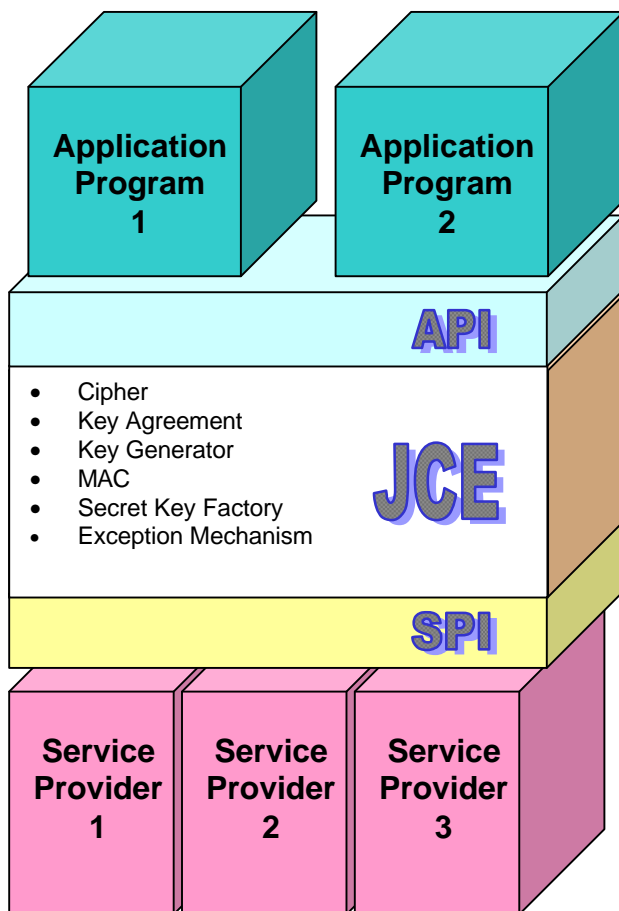 Application
Program
1
Application
Program
2
API
• Cipher
• Key Agreement
• Key Generator
• MAC
• Secret Key Factory
• Exception Mechanism
JCE
SPI
Service
Provider
1
Service
Provider
2
Service
Provider
3